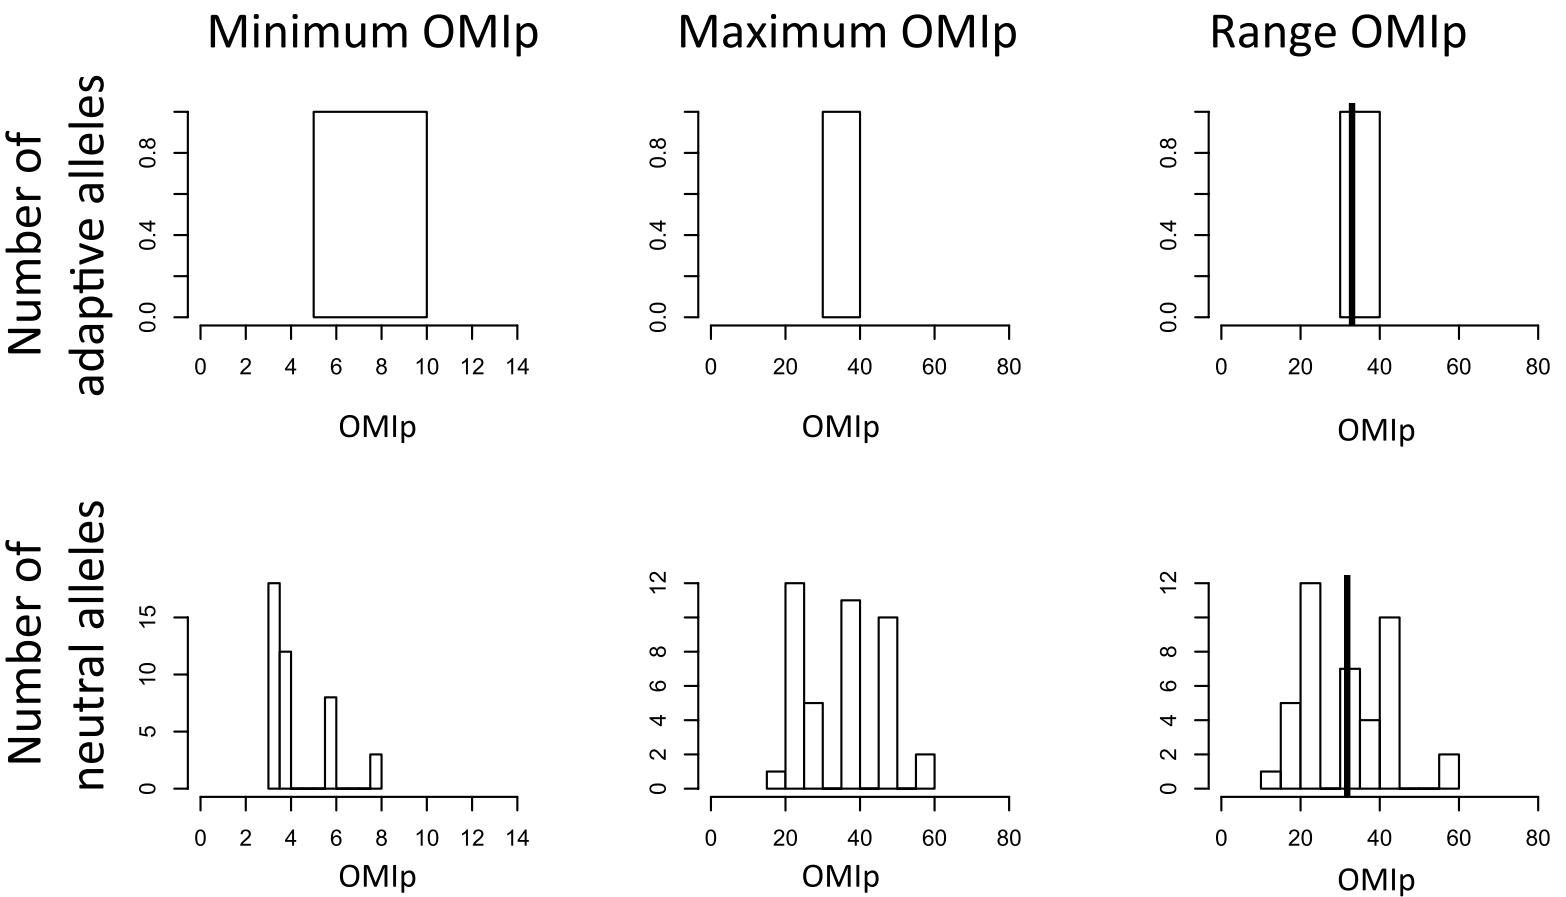 Minimum OMIp
Maximum OMIp
Range OMIp
Number of
adaptive alleles
0.0 0.4 0.8
0 2 4 6 8 10 12 14
OMIp
0.0 0.4 0.8
0 20 40 60 80
OMIp
0.0 0.4 0.8
0 20 40 60 80
OMIp
Number of
neutral alleles
0 5 10 15
0 2 4 6 8 10 12 14
OMIp
0 2 4 6 8 12
0 20 40 60 80
OMIp
0 2 4 6 8 12
0 20 40 60 80
OMIp